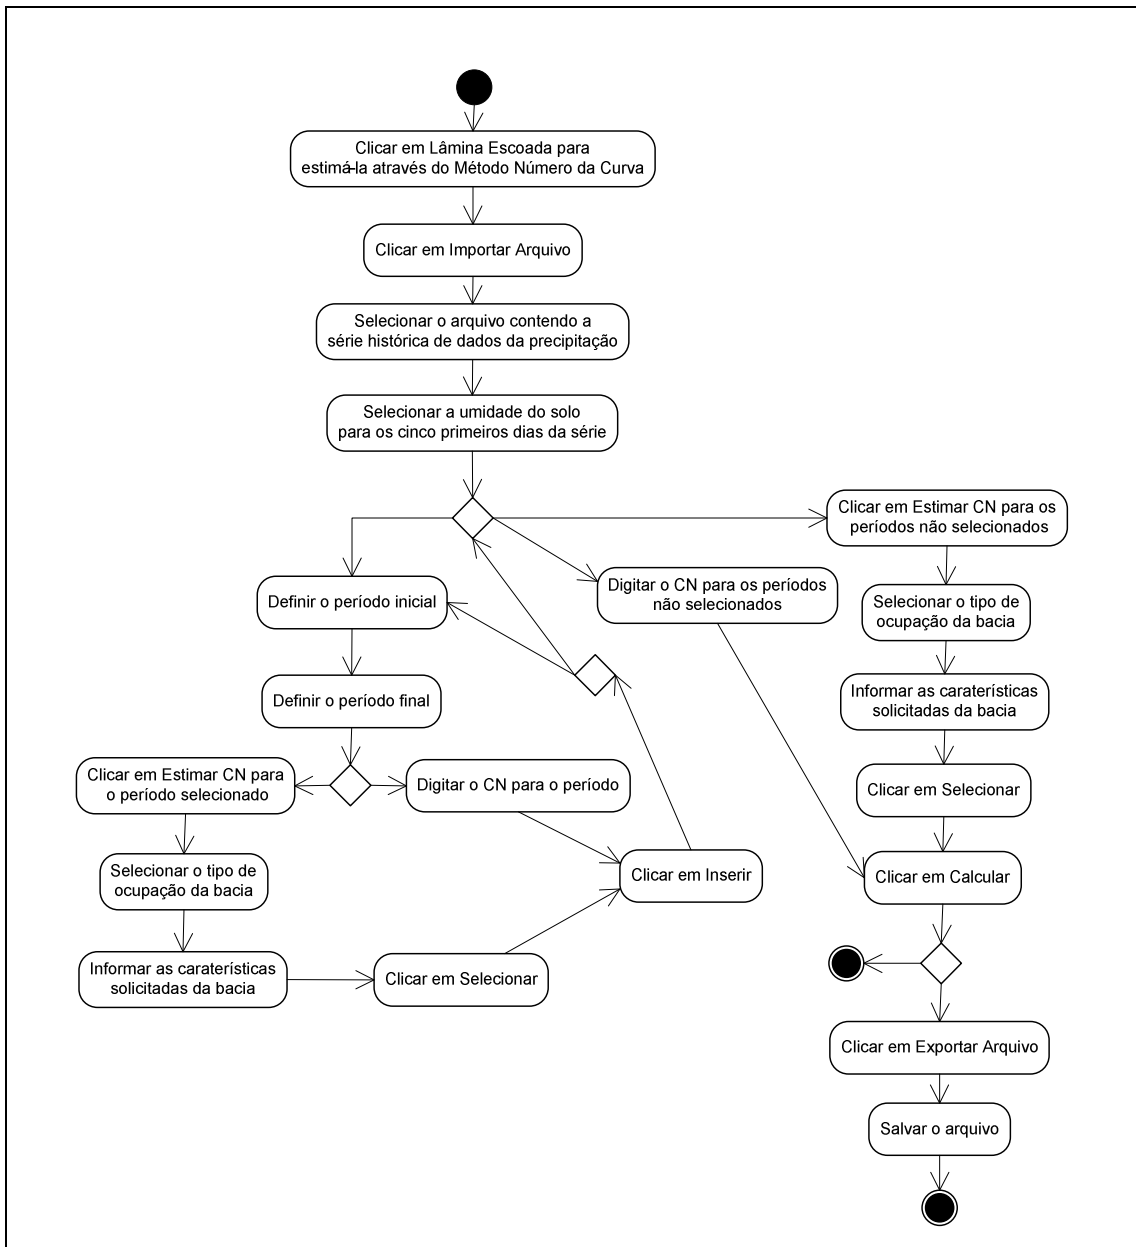 Clicar em Lâmina Escoada para
estimá-la através do Método Número da Curva
Clicar em Importar Arquivo
Selecionar o arquivo contendo a
série histórica de dados da precipitação
Selecionar a umidade do solo
para os cinco primeiros dias da série
Clicar em Estimar CN para os
períodos não selecionados
Digitar o CN para os períodos
não selecionados
Definir o período inicial
Selecionar o tipo de
ocupação da bacia
Definir o período final
Informar as caraterísticas
solicitadas da bacia
Clicar em Estimar CN para
o período selecionado
Digitar o CN para o período
Clicar em Selecionar
Selecionar o tipo de
ocupação da bacia
Clicar em Inserir
Clicar em Calcular
Informar as caraterísticas
solicitadas da bacia
Clicar em Selecionar
Clicar em Exportar Arquivo
Salvar o arquivo